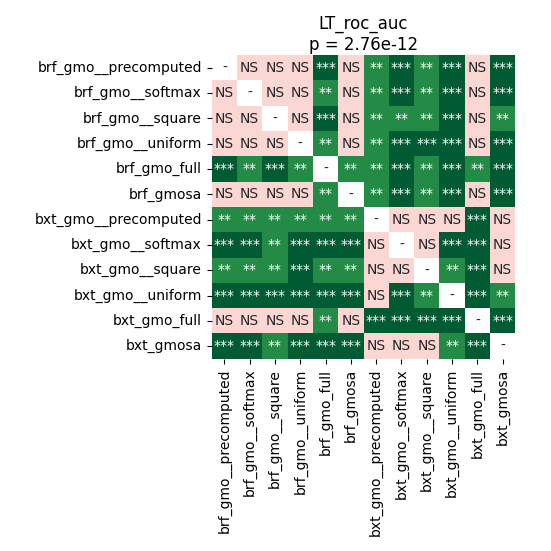 LT_roc_auc
p = 2.76e-12
brf_gmo__precomputed - NS NS NS *** NS ** *** ** *** NS ***
brf_gmo__softmax NS - NS NS ** NS ** *** ** *** NS ***
brf_gmo__square NS NS - NS *** NS ** ** ** *** NS **
brf_gmo__uniform NS NS NS - ** NS ** *** *** *** NS ***
brf_gmo_full *** ** *** ** - ** ** *** ** *** ** ***
brf_gmosa NS NS NS NS ** - ** *** ** *** NS ***
bxt_gmo__precomputed ** ** ** ** ** ** - NS NS NS *** NS
bxt_gmo__softmax *** *** ** *** *** *** NS - NS *** *** NS
bxt_gmo__square ** ** ** *** ** ** NS NS - ** *** NS
bxt_gmo__uniform *** *** *** *** *** *** NS *** ** - *** **
bxt_gmo_full NS NS NS NS ** NS *** *** *** *** - ***
bxt_gmosa *** *** ** *** *** *** NS NS NS ** *** -
brf_gmo__precomputed
brf_gmo__softmax
brf_gmo__square
brf_gmo__uniform
brf_gmo_full
brf_gmosa
bxt_gmo__precomputed
bxt_gmo__softmax
bxt_gmo__square
bxt_gmo__uniform
bxt_gmo_full
bxt_gmosa